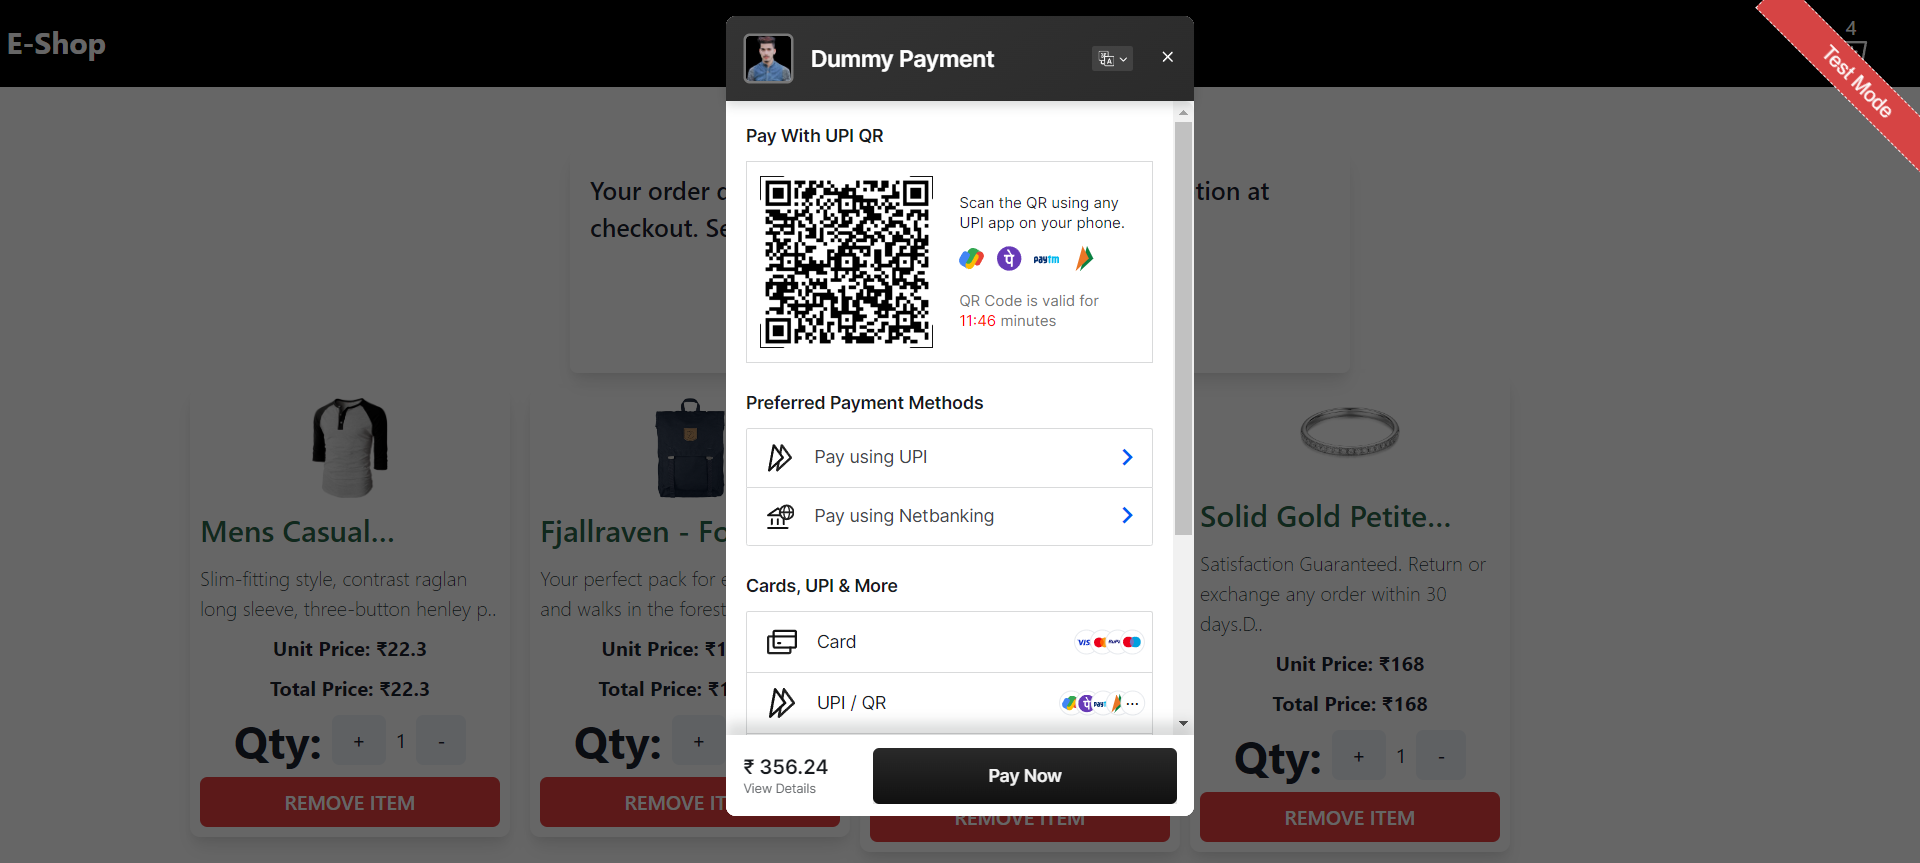 E-Shop
Dummy Payment
4
Test Mode
Pay With UPI QR
Scan the QR using any
UPI app on your phone.
पे
paytm
QR Code is valid for
11:46 minutes
Your order
tion at
checkout.
Preferred Payment Methods
Pay using UPI
Pay using Netbanking
Cards, UPI & More
Card
VISA
RuPay
UPI / QR
पे
₹ 356.24
View Details
Pay Now
Mens Casual...
Slim-fitting style, contrast raglan
long sleeve, three-button henley p..
Unit Price: ₹22.3
Total Price: ₹22.3
Qty: + 1 -
REMOVE ITEM
Fjallraven - Fo
Your perfect pack for
and walks in the forest
Unit Price: ₹1
Total Price: ₹1
Qty: +
REMOVE IT
REMOVE ITEM
Solid Gold Petite...
Satisfaction Guaranteed. Return or
exchange any order within 30
days.D..
Unit Price: ₹168
Total Price: ₹168
Qty: + 1 -
REMOVE ITEM